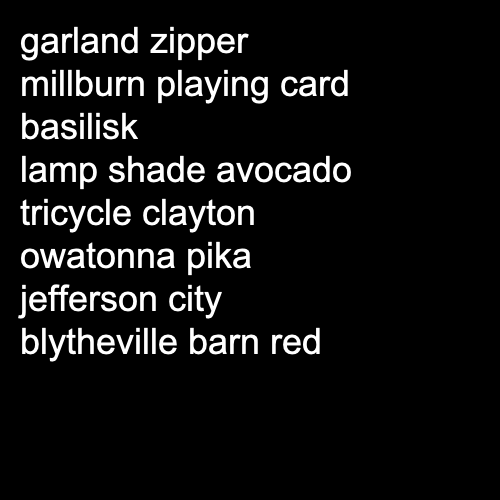 garland zipper
millburn playing card
basilisk
lamp shade avocado
tricycle clayton
owatonna pika
jefferson city
blytheville barn red